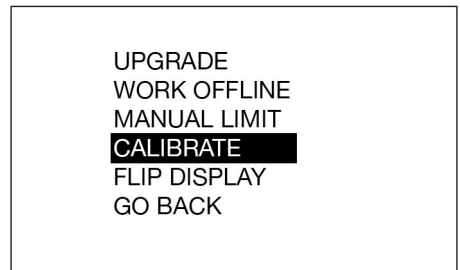 UPGRADE
WORK OFFLINE
MANUAL LIMIT
CALIBRATE
FLIP DISPLAY
GO BACK